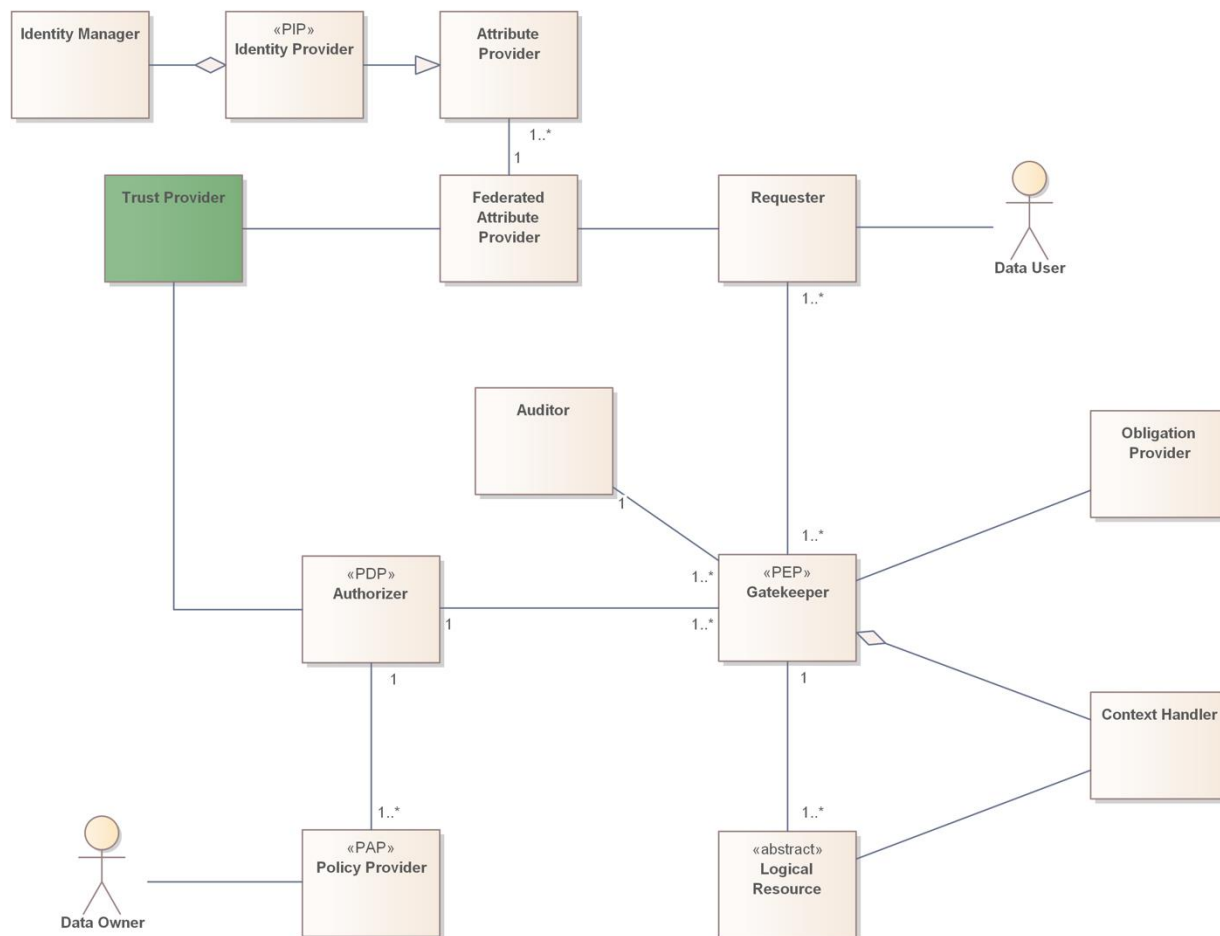 Identity Manager
«PIP»
Identity Provider
Attribute
Provider
1..*
1
Trust Provider
Federated
Attribute
Provider
Requester
Data User
1..*
Auditor
1
Obligation
Provider
1..*
1..*
«PEP»
Gatekeeper
«PDP»
Authorizer
1
1..*
1
1
Context Handler
1..*
1..*
«PAP»
Policy Provider
«abstract»
Logical
Resource
Data Owner